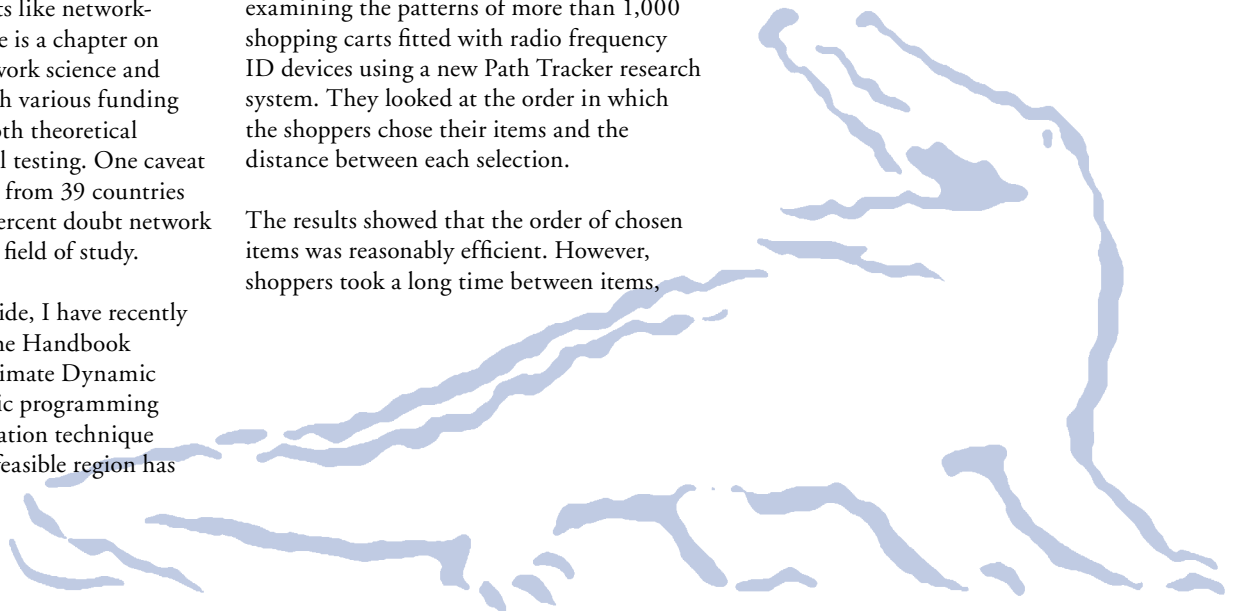 ts like network-
e is a chapter on
work science and
h various funding
oth theoretical
l testing. One caveat
from 39 countries
ercent doubt network
field of study.
ide, I have recently
ne Handbook
imate Dynamic
ic programming
ation technique
feasible region has
examining the patterns of more than 1,000
shopping carts fitted with radio frequency
ID devices using a new Path Tracker research
system. They looked at the order in which
the shoppers chose their items and the
distance between each selection.
The results showed that the order of chosen
items was reasonably efficient. However,
shoppers took a long time between items,